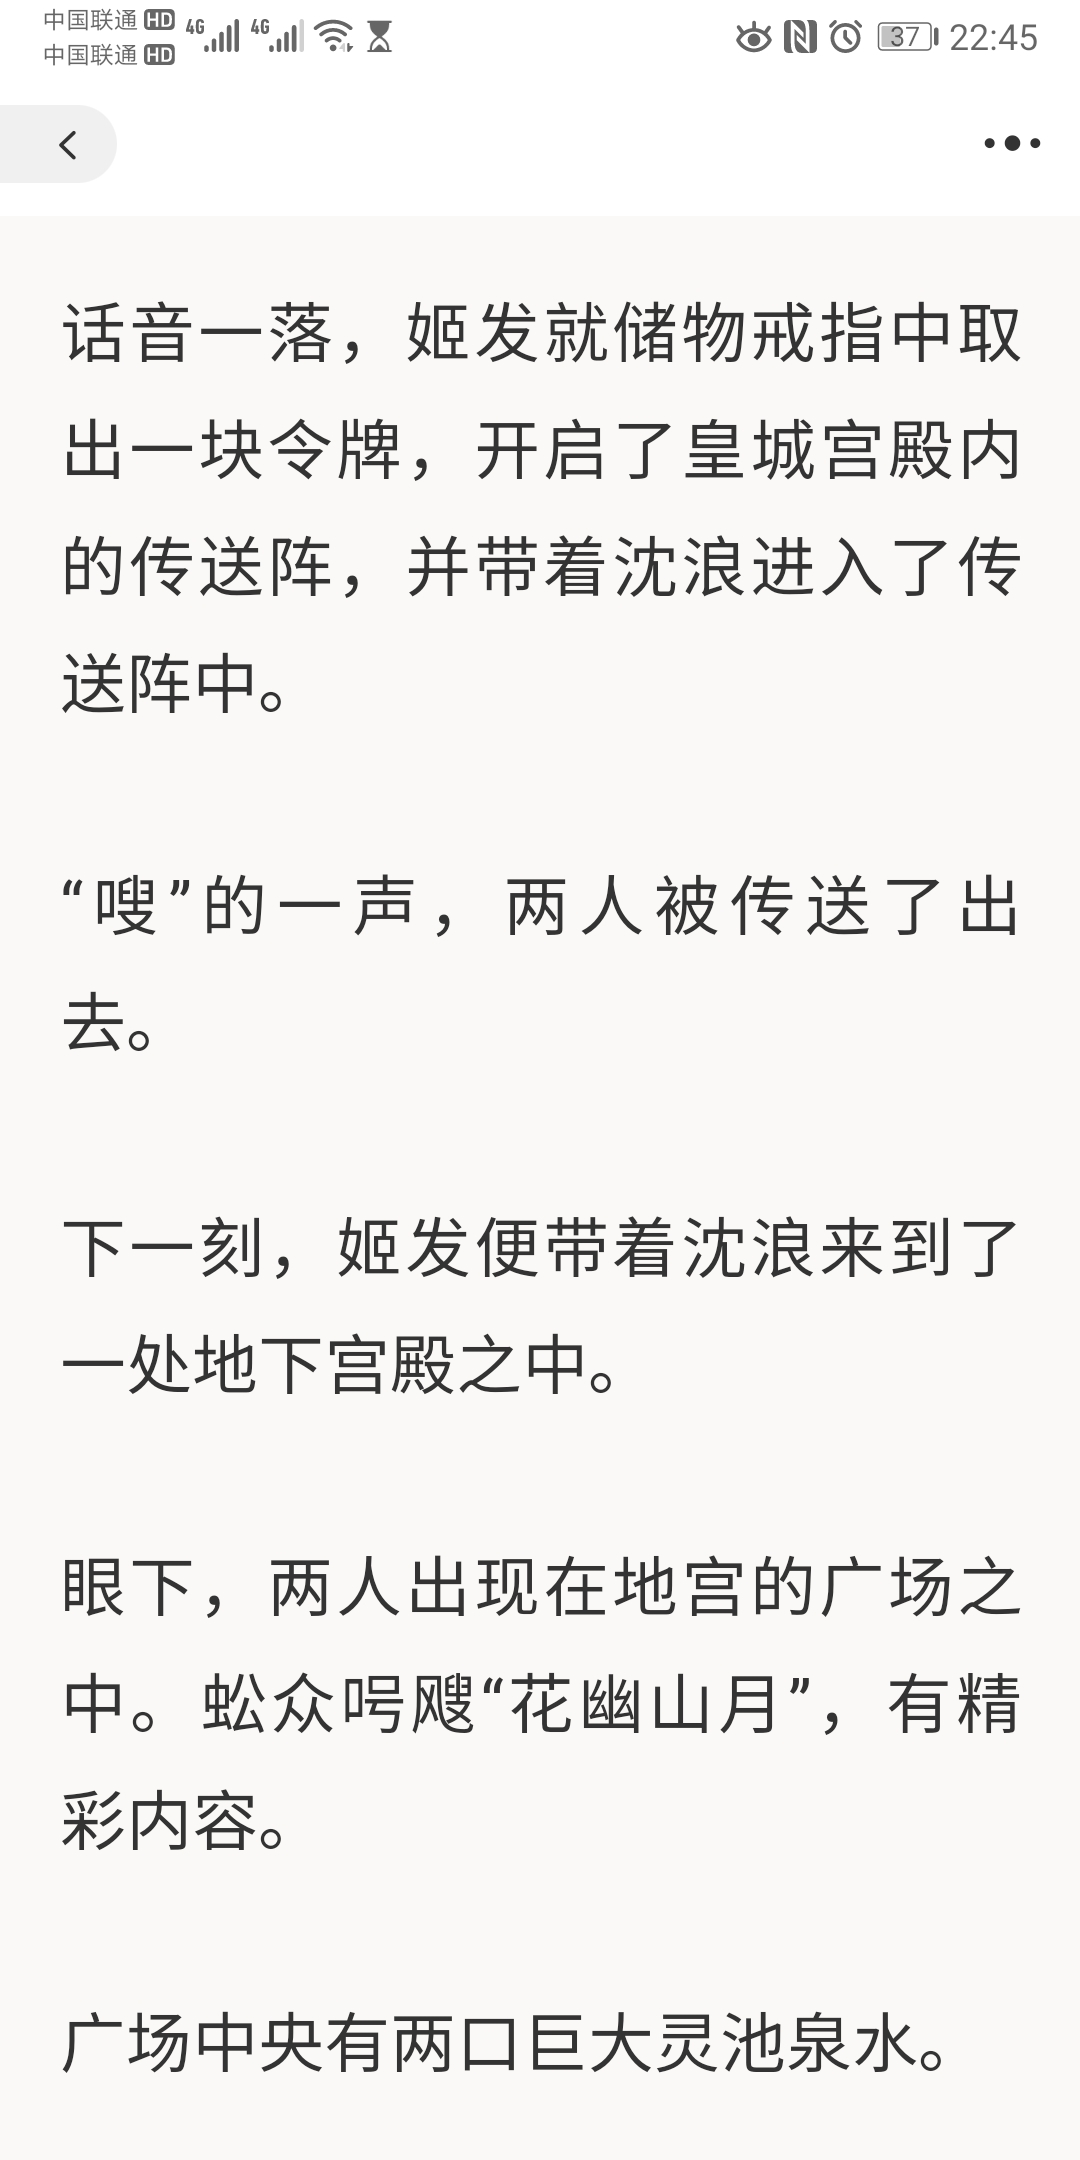 中国联通 HD 4G 4G 37 22:45
中国联通 HD
话音一落，姬发就储物戒指中取
出一块令牌，开启了皇城宫殿内
的传送阵，并带着沈浪进入了传
送阵中。
“嗖”的一声，两人被传送了出
去。
下一刻，姬发便带着沈浪来到了
一处地下宫殿之中。
眼下，两人出现在地宫的广场之
中。蚣众呺飕“花幽山月”，有精
彩内容。
广场中央有两口巨大灵池泉水。